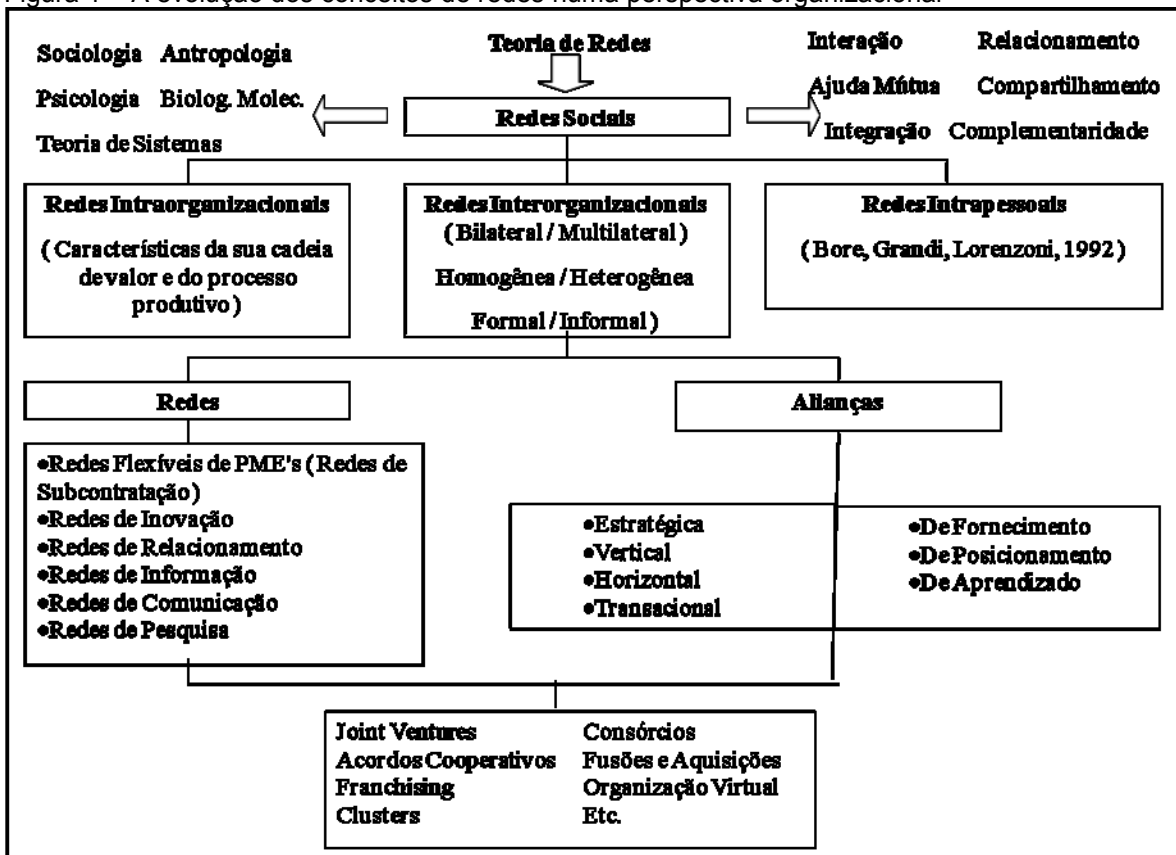 Figura 1 – A evolução dos conceitos de redes numa perspectiva organizacional
Teoria de Redes
Sociologia Antropologia
Psicologia Biolog. Molec.
Teoria de Sistemas
Redes Sociais
Interação Relacionamento
Ajuda Mútua Compartilhamento
Integração Complementaridade
Redes Intraorganizacionais
( Características da sua cadeia
de valor e do processo
produtivo )
Redes Interorganizacionais
( Bilateral / Multilateral )
Homogênea / Heterogênea
Formal / Informal )
Redes Intrapessoais
( Bore, Grandi, Lorenzoni, 1992 )
Redes
Alianças
•Redes Flexíveis de PME's ( Redes de
Subcontratação )
•Redes de Inovação
•Redes de Relacionamento
•Redes de Informação
•Redes de Comunicação
•Redes de Pesquisa
•Estratégica
•Vertical
•Horizontal
•Transacional
•De Fornecimento
•De Posicionamento
•De Aprendizado
Joint Ventures Consórcios
Acordos Cooperativos Fusões e Aquisições
Franchising Organização Virtual
Clusters Etc.